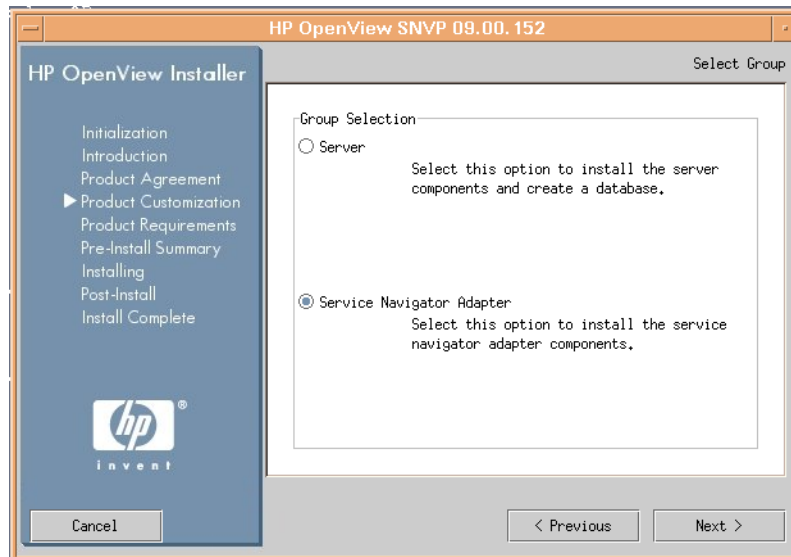 HP OpenView SNVP 09.00.152
HP OpenView Installer
Select Group
Initialization
Introduction
Product Agreement
Product Customization
Product Requirements
Pre-Install Summary
Installing
Post-Install
Install Complete
Group Selection
Server
Select this option to install the server
components and create a database.
Service Navigator Adapter
Select this option to install the service
navigator adapter components.
hp ®
invent
Cancel
< Previous
Next >